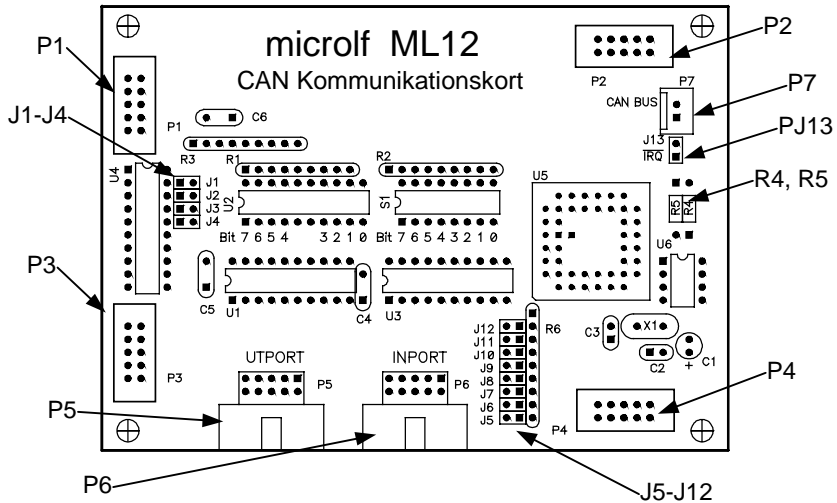 P1
microlf ML12
CAN Kommunikationskort
P2
P2
P7
CAN BUS
P7
J1-J4
P1
C6
J13
IRQ
PJ13
R3
R1
R2
U4
J1
J2
J3
J4
U2
S1
U5
R5
R4
R4, R5
Bit 7 6 5 4 3 2 1 0
Bit 7 6 5 4 3 2 1 0
U6
P3
C5
U1
C4
U3
J12
J11
J10
J9
J8
J7
J6
J5
R6
C3
X1
C2
C1
+
UTPORT
INPORT
P3
P5
P6
P4
P4
P5
P6
J5-J12